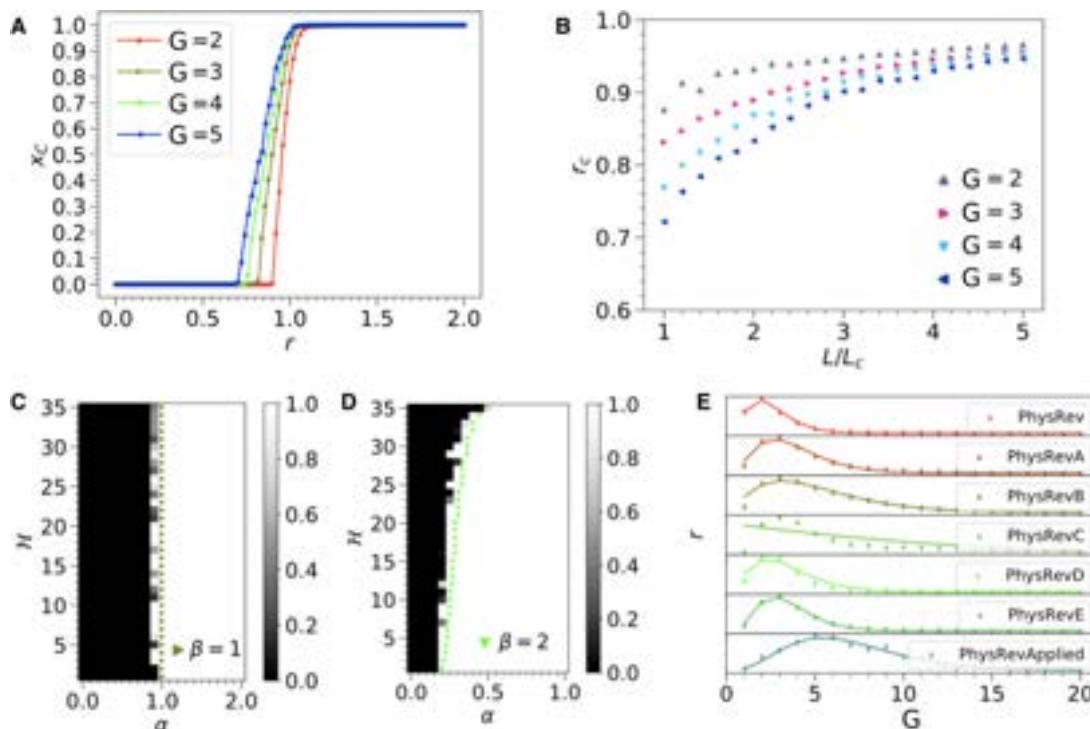 A
1.0
0.9
0.8
0.7
0.6
0.5
0.4
0.3
0.2
0.1
0.0
x_C
G=2
G=3
G=4
G=5
0.0 0.5 1.0 1.5 2.0
r
B
1.0
0.9
0.8
0.7
0.6
r_c
G = 2
G = 3
G = 4
G = 5
1 2 3 4 5
L/L_c
C
35
30
25
20
15
10
5
ℋ
β = 1
0.0 1.0 2.0
α
1.0
0.8
0.6
0.4
0.2
0.0
D
35
30
25
20
15
10
5
ℋ
β = 2
0.0 0.5 1.0
α
1.0
0.8
0.6
0.4
0.2
0.0
E
r
PhysRev
PhysRevA
PhysRevB
PhysRevC
PhysRevD
PhysRevE
PhysRevApplied
0 5 10 15 20
G